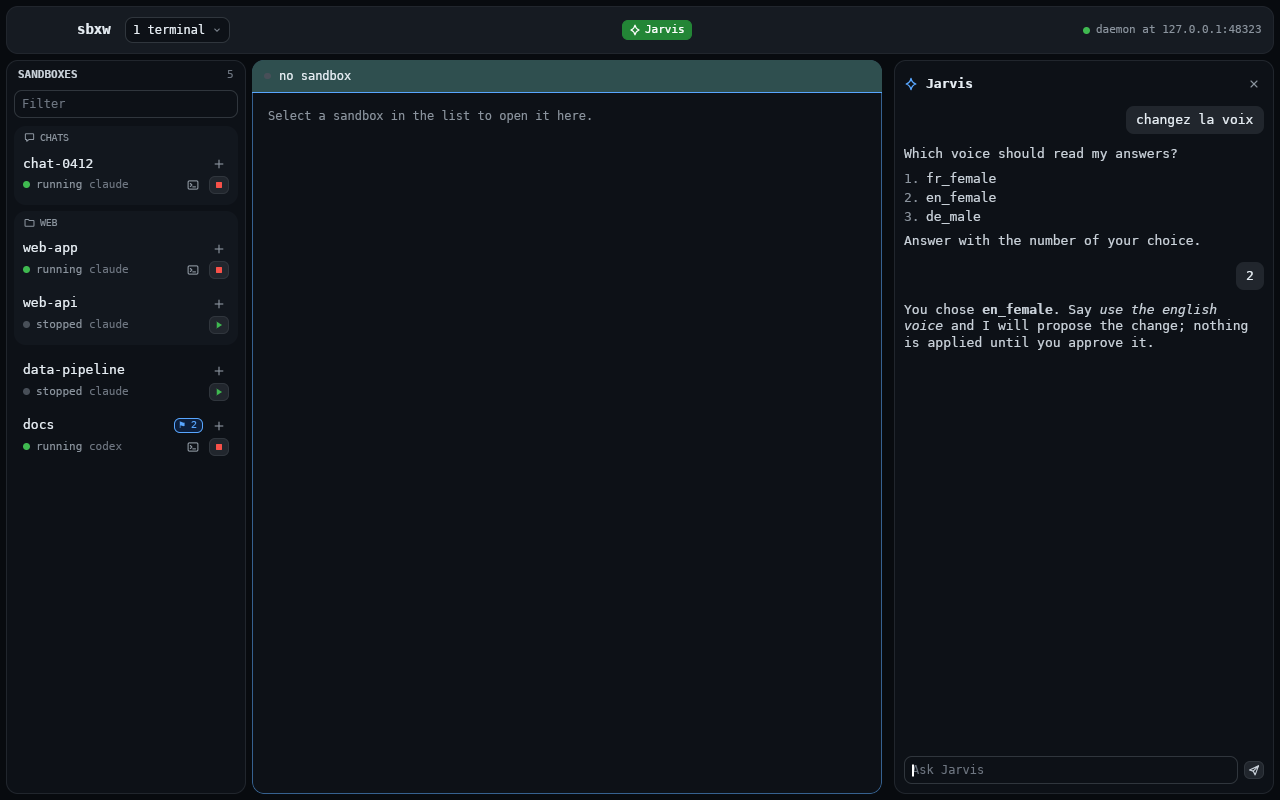 sbxw
1 terminal
Jarvis
daemon at 127.0.0.1:48323
SANDBOXES 5
Filter
CHATS
chat-0412
running claude
WEB
web-app
running claude
web-api
stopped claude
data-pipeline
stopped claude
docs 2
running codex
no sandbox
Select a sandbox in the list to open it here.
Jarvis
changez la voix
Which voice should read my answers?
1. fr_female
2. en_female
3. de_male
Answer with the number of your choice.
2
You chose en_female. Say use the english
voice and I will propose the change; nothing
is applied until you approve it.
Ask Jarvis